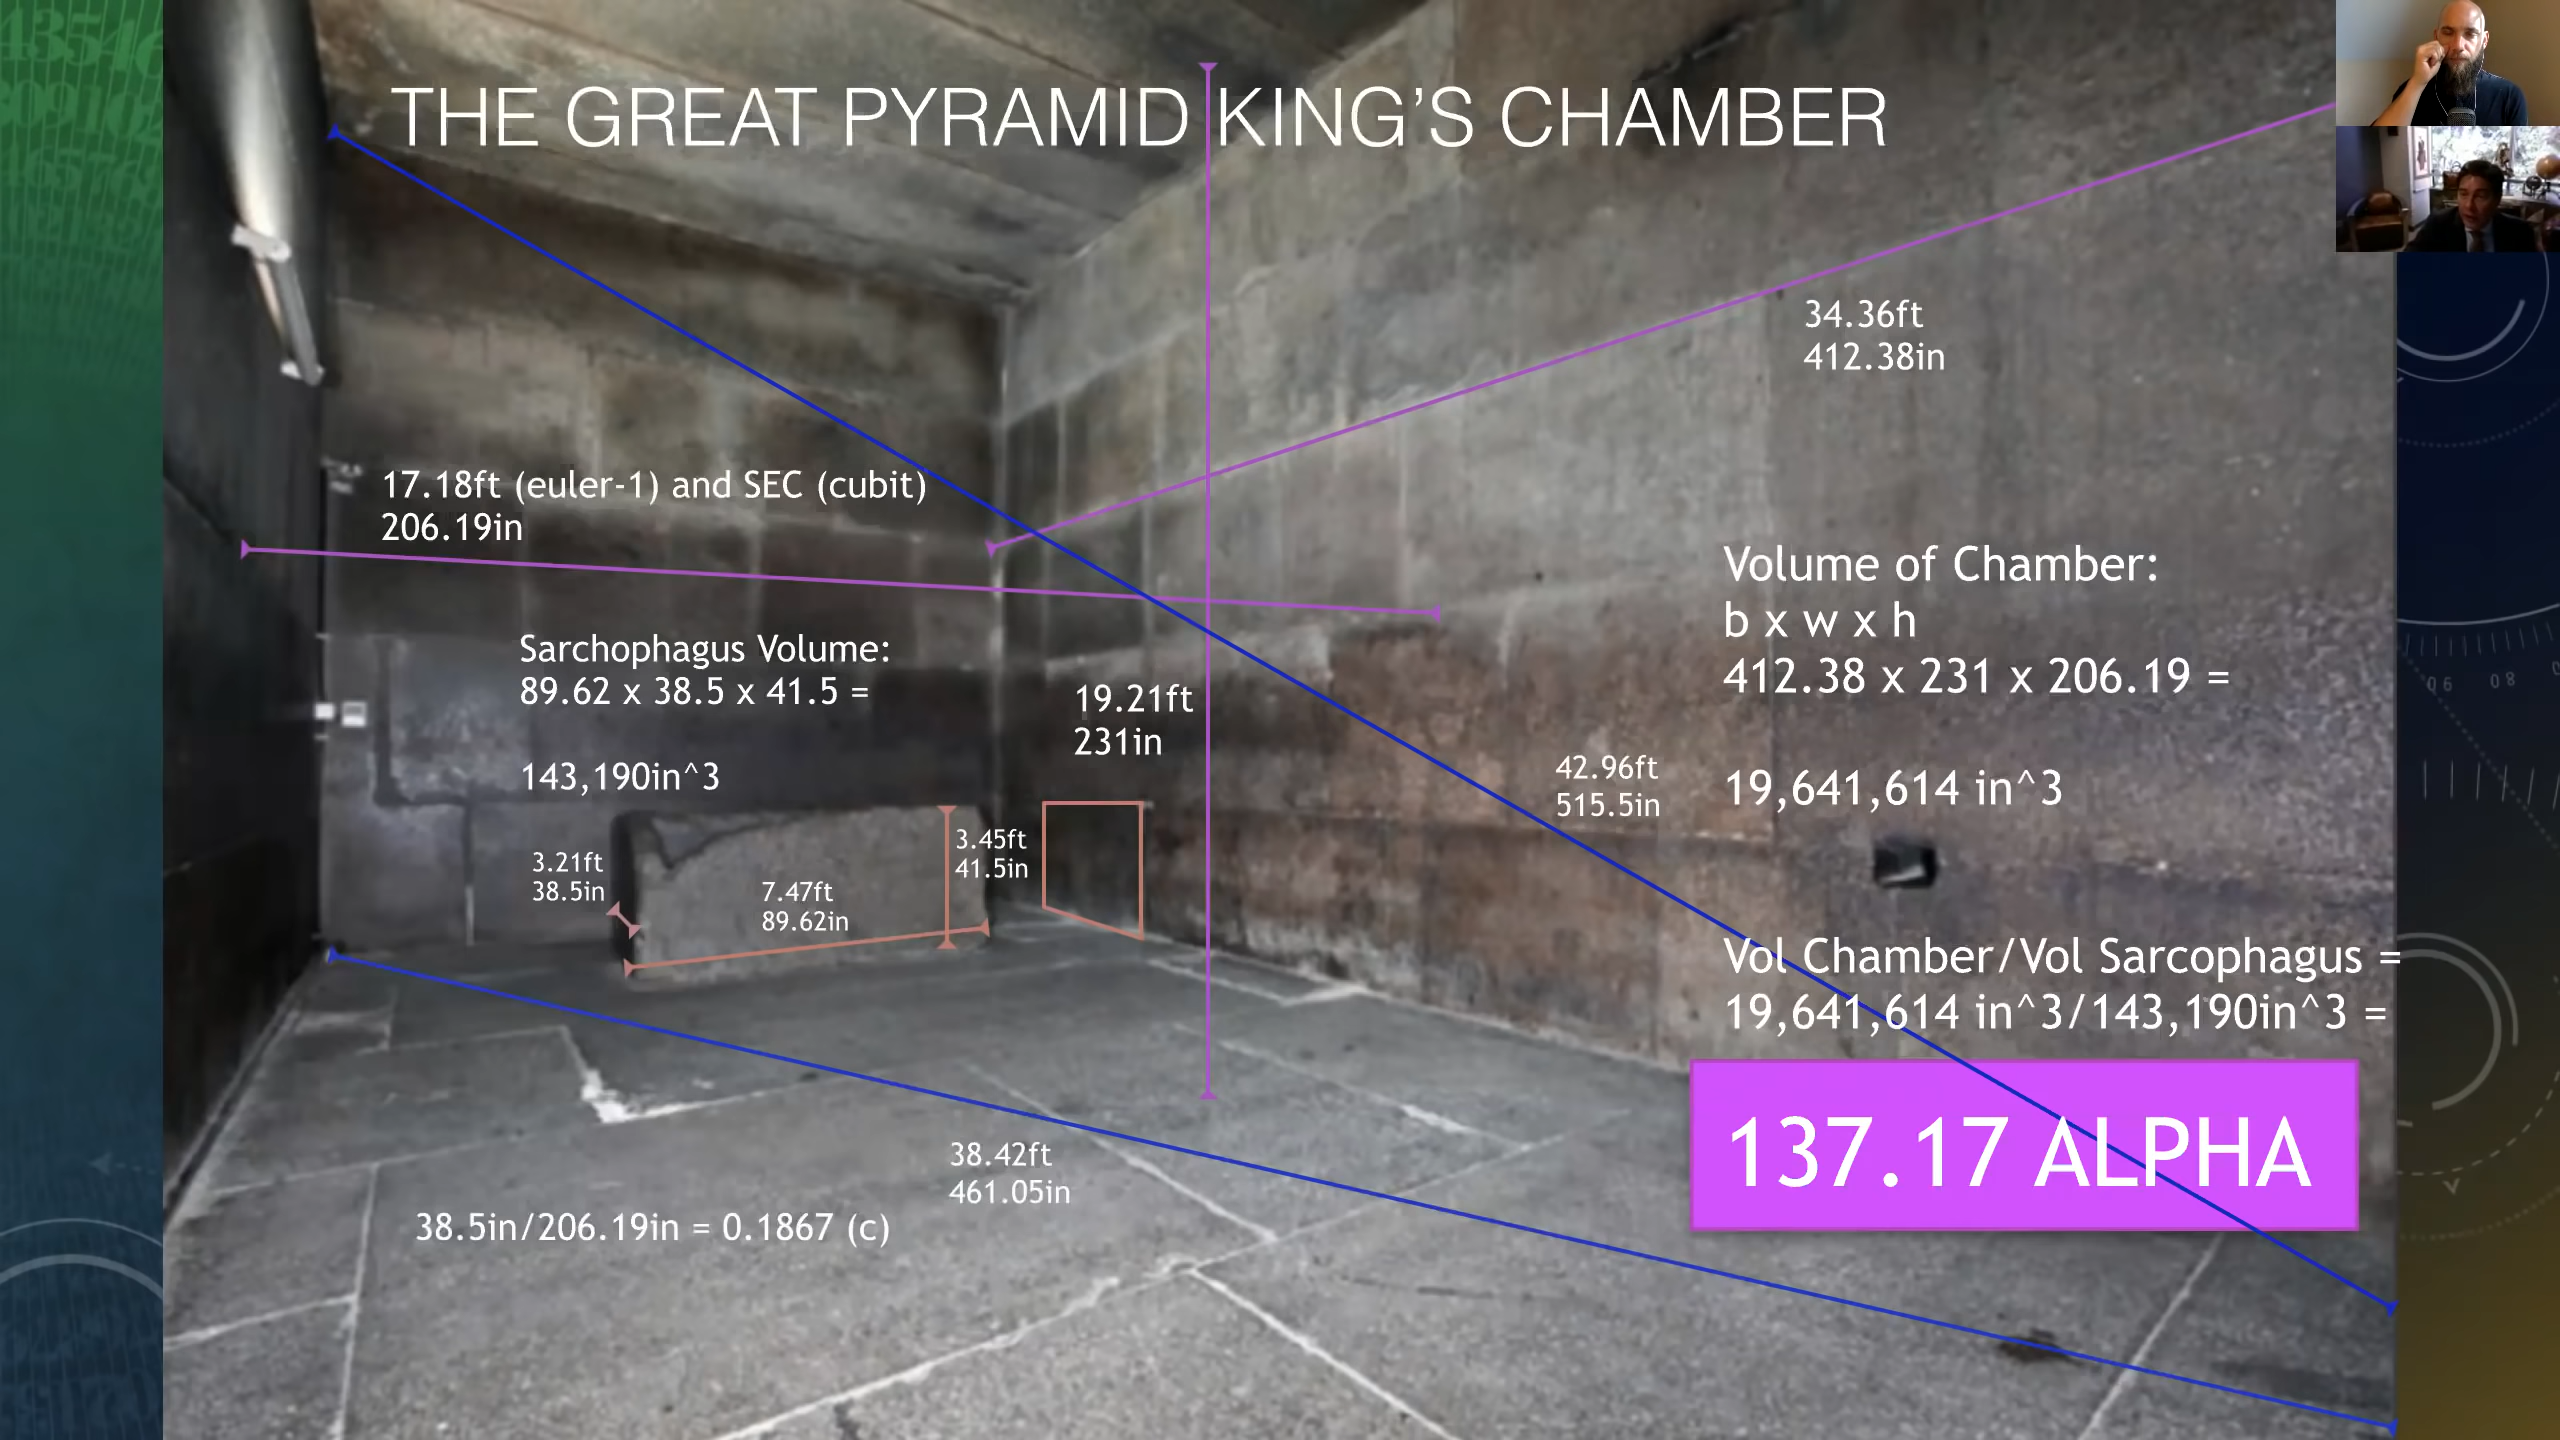 THE GREAT PYRAMID KING'S CHAMBER
34.36ft
412.38in
17.18ft (euler-1) and SEC (cubit)
206.19in
Sarchophagus Volume:
89.62 x 38.5 x 41.5 =
143,190in^3
19.21ft
231in
Volume of Chamber:
b x w x h
412.38 x 231 x 206.19 =
19,641,614 in^3
42.96ft
515.5in
3.21ft
38.5in
7.47ft
89.62in
3.45ft
41.5in
Vol Chamber/Vol Sarcophagus =
19,641,614 in^3/143,190in^3 =
137.17 ALPHA
38.42ft
461.05in
38.5in/206.19in = 0.1867 (c)